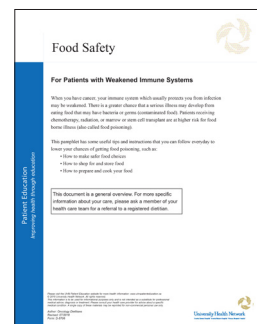 Food Safety
For Patients with Weakened Immune Systems
When you have cancer, your immune system which usually protects you from infection
may be weakened. There is a greater chance that a serious illness may develop from
eating food that may have bacteria or germs (contaminated food). Patients receiving
chemotherapy, radiation, or marrow or stem cell transplant are at higher risk for food
borne illness (also called food poisoning).
This pamphlet has some useful tips and instructions that you can follow everyday to
lower your chances of getting food poisoning, such as:
• How to make safer food choices
• How to shop for and store food
• How to prepare and cook your food
This document is a general overview. For more specific
information about your care, please ask a member of your
health care team for a referral to a registered dietitian.
Patient Education
Improving health through education
University Health Network